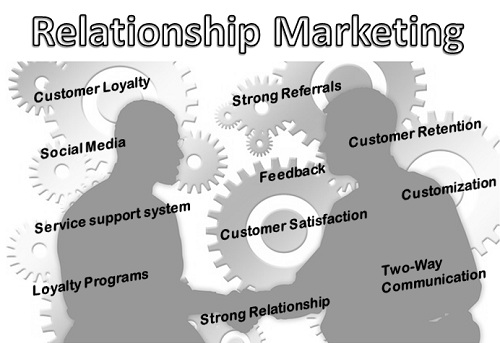 Relationship Marketing
Customer Loyalty
Strong Referrals
Social Media
Customer Retention
Feedback
Customization
Service support system
Customer Satisfaction
Loyalty Programs
Two-Way
Communication
Strong Relationship